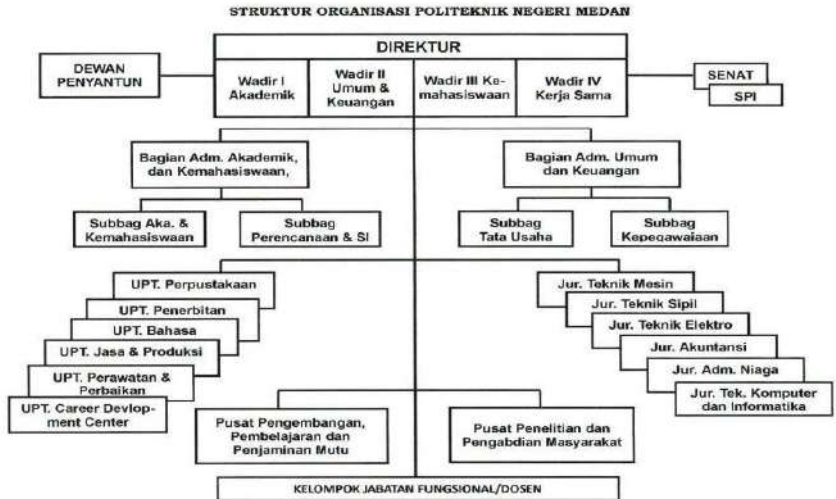 STRUKTUR ORGANISASI POLITEKNIK NEGERI MEDAN
DIREKTUR
DEWAN
PENYANTUN
Wadir I
Akademik
Wadir II
Umum &
Keuangan
Wadir III Ke-
mahasiswaan
Wadir IV
Kerja Sama
SENAT
SPI
Bagian Adm. Akademik,
dan Kemahasiswaan,
Bagian Adm. Umum
dan Keuangan
Subbag Aka. &
Kemahasiswaan
Subbag
Perencanaan & SI
Subbag
Tata Usaha
Subbag
Kepegawaiaan
UPT. Perpustakaan
UPT. Penerbitan
UPT. Bahasa
UPT. Jasa & Produksi
UPT. Perawatan &
Perbaikan
UPT. Career Devlop-
ment Center
Jur. Teknik Mesin
Jur. Teknik Sipil
Jur. Teknik Elektro
Jur. Akuntansi
Jur. Adm. Niaga
Jur. Tek. Komputer
dan Informatika
Pusat Pengembangan,
Pembelajaran dan
Penjaminan Mutu
Pusat Penelitian dan
Pengabdian Masyarakat
KELOMPOK JABATAN FUNGSIONAL/DOSEN